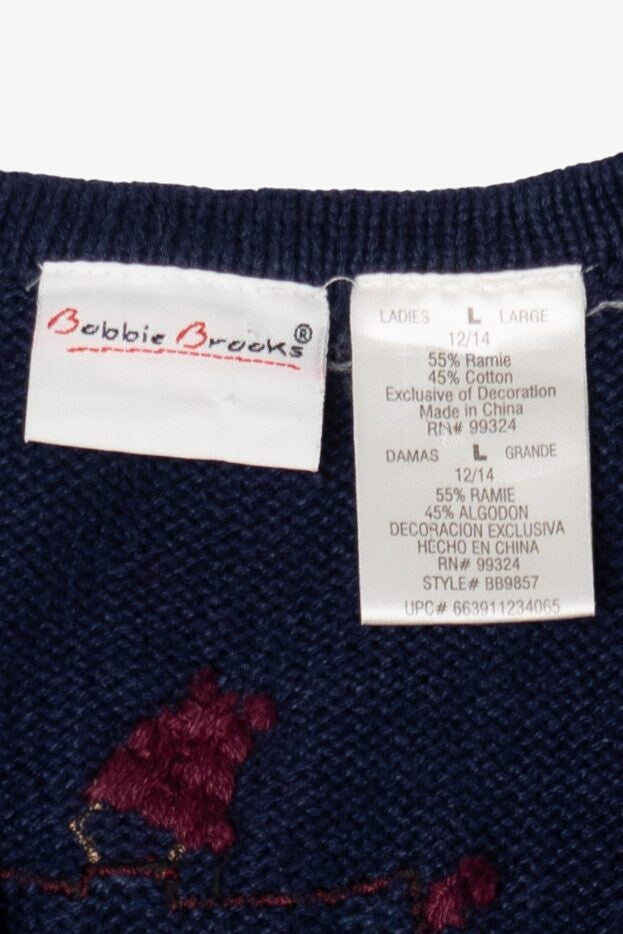 Bobbie Brooks®
LADIES L LARGE
12/14
55% Ramie
45% Cotton
Exclusive of Decoration
Made in China
RN# 99324
DAMAS L GRANDE
12/14
55% RAMIE
45% ALGODON
DECORACION EXCLUSIVA
HECHO EN CHINA
RN# 99324
STYLE# BB9857
UPC# 663911234065